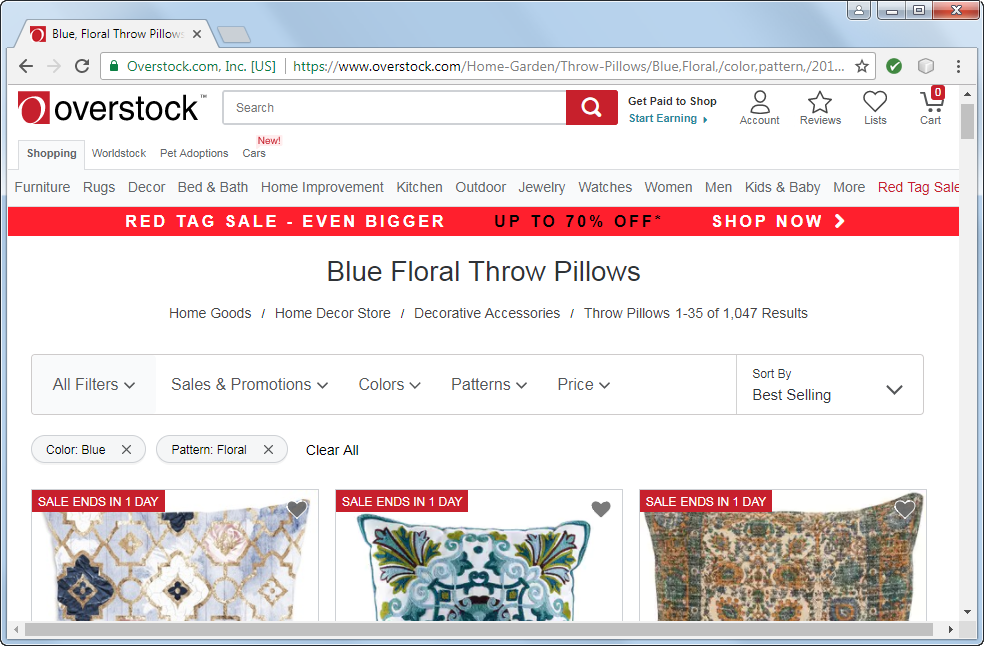 Blue, Floral Throw Pillows
Overstock.com, Inc. [US] https://www.overstock.com/Home-Garden/Throw-Pillows/Blue,Floral,/color,pattern,/201...
overstock™
Search
Get Paid to Shop
Start Earning
Account
Reviews
Lists
0
Cart
Shopping Worldstock Pet Adoptions Cars New!
Furniture Rugs Decor Bed & Bath Home Improvement Kitchen Outdoor Jewelry Watches Women Men Kids & Baby More Red Tag Sale
RED TAG SALE - EVEN BIGGER UP TO 70% OFF* SHOP NOW
Blue Floral Throw Pillows
Home Goods / Home Decor Store / Decorative Accessories / Throw Pillows 1-35 of 1,047 Results
All Filters Sales & Promotions Colors Patterns Price
Sort By
Best Selling
Color: Blue Pattern: Floral Clear All
SALE ENDS IN 1 DAY SALE ENDS IN 1 DAY SALE ENDS IN 1 DAY